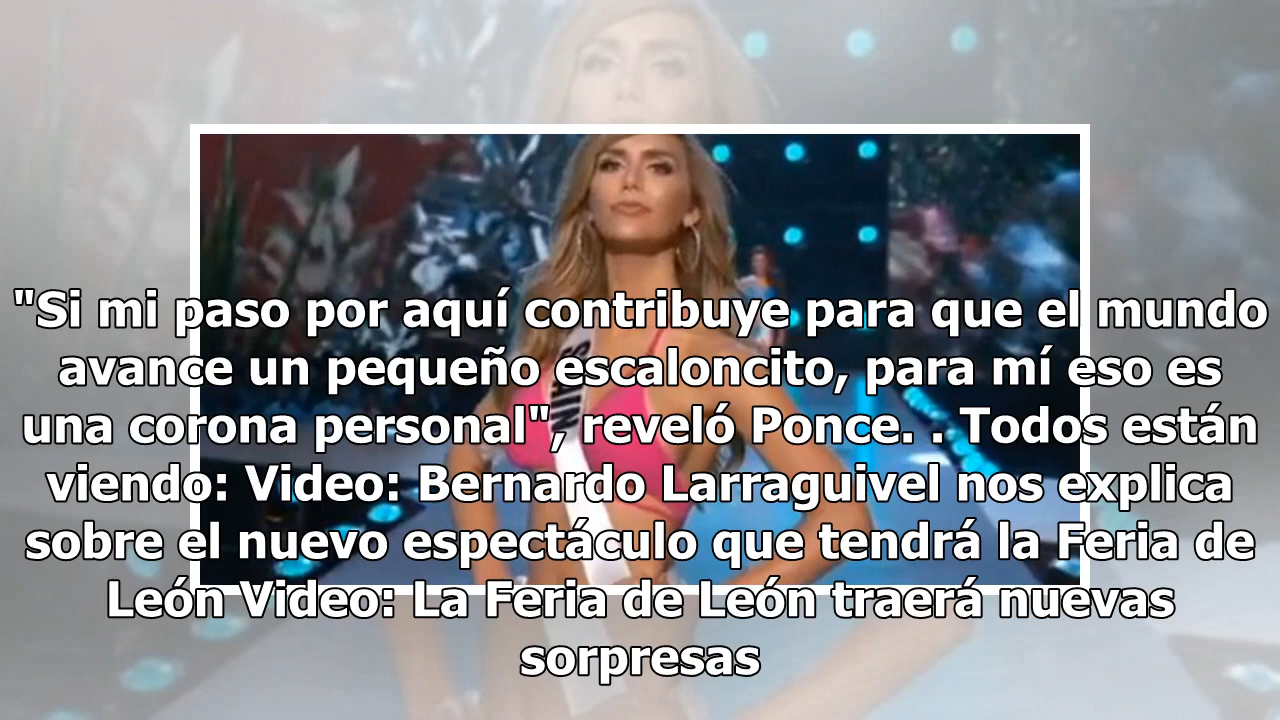 "Si mi paso por aquí contribuye para que el mundo
avance un pequeño escaloncito, para mí eso es
una corona personal", reveló Ponce. . Todos están
viendo: Video: Bernardo Larraguivel nos explica
sobre el nuevo espectáculo que tendrá la Feria de
León Video: La Feria de León traerá nuevas
sorpresas